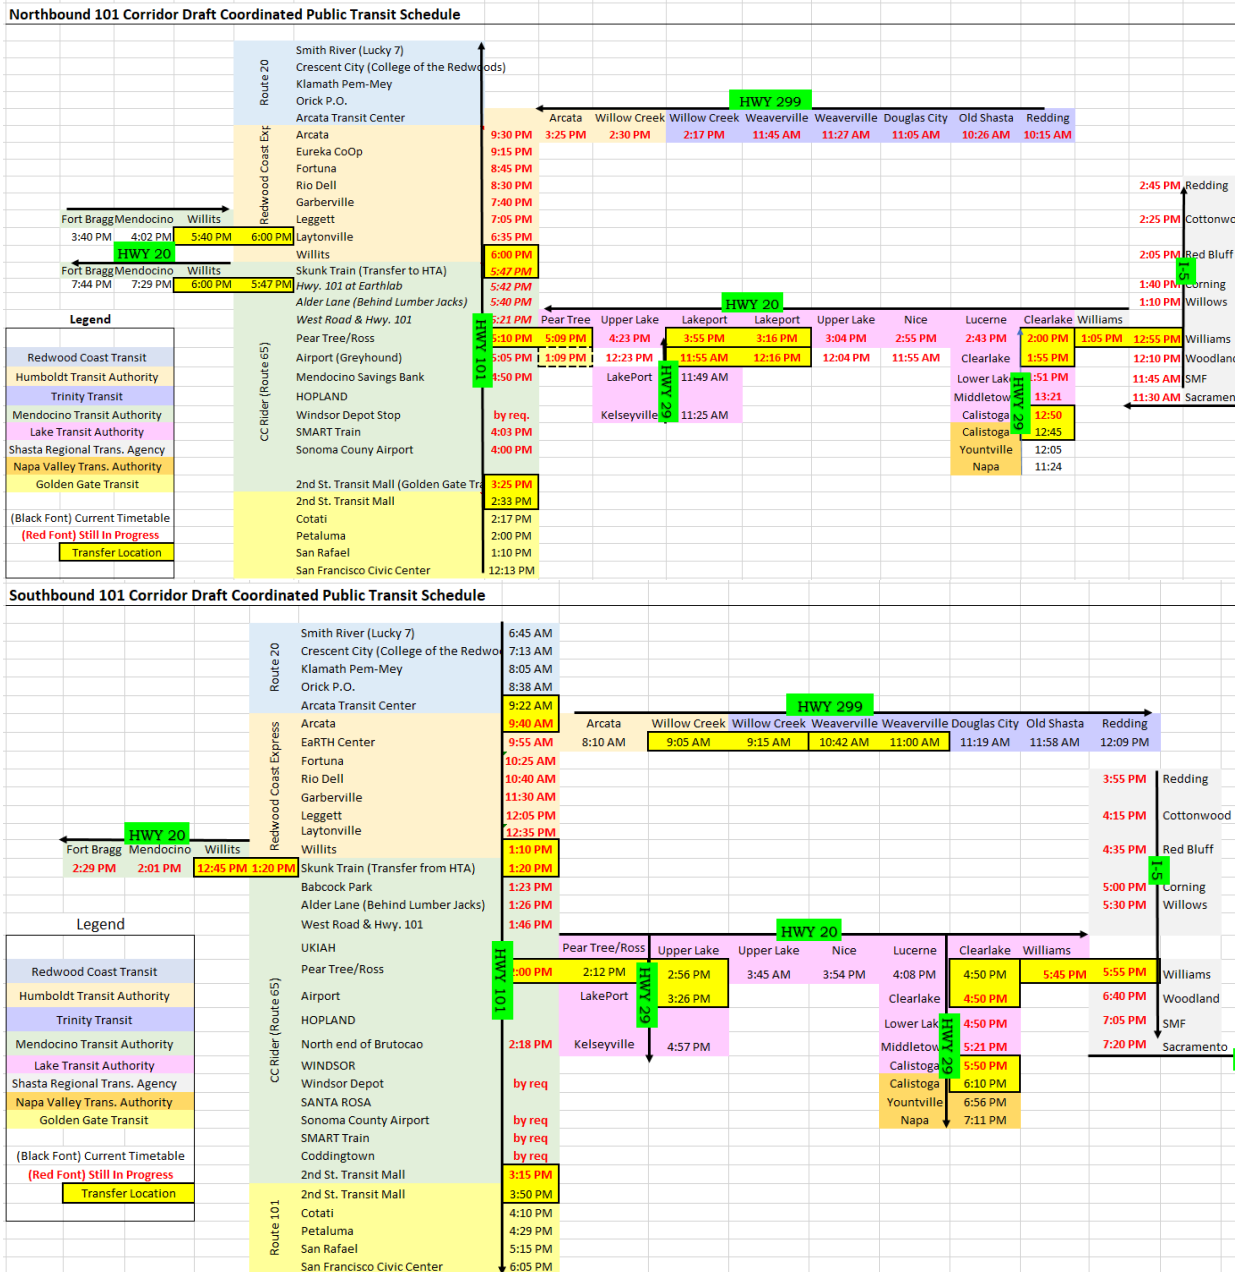 Northbound 101 Corridor Draft Coordinated Public Transit Schedule
Route 20
Smith River (Lucky 7)
Crescent City (College of the Redwoods)
Klamath Pem-Mey
Orick P.O.
HWY 299
Arcata Transit Center Arcata Willow Creek Willow Creek Weaverville Weaverville Douglas City Old Shasta Redding
Redwood Coast Exp
Arcata 9:30 PM 3:25 PM 2:30 PM 2:17 PM 11:45 AM 11:27 AM 11:05 AM 10:26 AM 10:15 AM
Eureka CoOp 9:15 PM
Fortuna 8:45 PM
Rio Dell 8:30 PM 2:45 PM Redding
Garberville 7:40 PM
Fort Bragg Mendocino Willits Leggett 7:05 PM 2:25 PM Cottonwo
3:40 PM 4:02 PM 5:40 PM 6:00 PM Laytonville 6:35 PM
HWY 20 Willits 6:00 PM 2:05 PM Red Bluff
I-5
Fort Bragg Mendocino Willits Skunk Train (Transfer to HTA) 5:47 PM
7:44 PM 7:29 PM 6:00 PM 5:47 PM Hwy. 101 at Earthlab 5:42 PM 1:40 PM Corning
CC Rider (Route 65)
Alder Lane (Behind Lumber Jacks) 5:40 PM HWY 20 1:10 PM Willows
Legend West Road & Hwy. 101 5:21 PM Pear Tree Upper Lake Lakeport Lakeport Upper Lake Nice Lucerne Clearlake Williams
HWY 101
Pear Tree/Ross 5:10 PM 5:09 PM 4:23 PM 3:55 PM 3:16 PM 3:04 PM 2:55 PM 2:43 PM 2:00 PM 1:05 PM 12:55 PM Williams
Redwood Coast Transit Airport (Greyhound) 5:05 PM 1:09 PM 12:23 PM 11:55 AM 12:16 PM 12:04 PM 11:55 AM Clearlake 1:55 PM 12:10 PM Woodland
Humboldt Transit Authority Mendocino Savings Bank 4:50 PM LakePort HWY 29 11:49 AM Lower Lake HWY 29 1:51 PM 11:45 AM SMF
Trinity Transit HOPLAND Middletow 13:21 11:30 AM Sacramen
Mendocino Transit Authority Windsor Depot Stop by req. Kelseyville 11:25 AM Calistoga 12:50
Lake Transit Authority SMART Train 4:03 PM Calistoga 12:45
Shasta Regional Trans. Agency Sonoma Couny Airport 4:00 PM Yountville 12:05
Napa Valley Trans. Authority Napa 11:24
Golden Gate Transit 2nd St. Transit Mall (Golden Gate Tra 3:25 PM
2nd St. Transit Mall 2:33 PM
(Black Font) Current Timetable Cotati 2:17 PM
(Red Font) Still In Progress Petaluma 2:00 PM
Transfer Location San Rafael 1:10 PM
San Francisco Civic Center 12:13 PM
Southbound 101 Corridor Draft Coordinated Public Transit Schedule
Route 20
Smith River (Lucky 7) 6:45 AM
Crescent City (College of the Redwo 7:13 AM
Klamath Pem-Mey 8:05 AM
Orick P.O. 8:38 AM
Arcata Transit Center 9:22 AM HWY 299
Redwood Coast Express
Arcata 9:40 AM Arcata Willow Creek Willow Creek Weaverville Weaverville Douglas City Old Shasta Redding
EaRTH Center 9:55 AM 8:10 AM 9:05 AM 9:15 AM 10:42 AM 11:00 AM 11:19 AM 11:58 AM 12:09 PM
Fortuna 10:25 AM
Rio Dell 10:40 AM 3:55 PM Redding
Garberville 11:30 AM
Leggett 12:05 PM 4:15 PM Cottonwood
HWY 20 Laytonville 12:35 PM
Fort Bragg Mendocino Willits Willits 1:10 PM 4:35 PM Red Bluff
I-5
2:29 PM 2:01 PM 12:45 PM 1:20 PM Skunk Train (Transfer from HTA) 1:20 PM
CC Rider (Route 65)
Babcock Park 1:23 PM 5:00 PM Corning
Alder Lane (Behind Lumber Jacks) 1:26 PM 5:30 PM Willows
Legend West Road & Hwy. 101 1:46 PM HWY 20
HWY 101
UKIAH Pear Tree/Ross Upper Lake Upper Lake Nice Lucerne Clearlake Williams
Redwood Coast Transit Pear Tree/Ross 2:00 PM 2:12 PM 2:56 PM 3:45 AM 3:54 PM 4:08 PM 4:50 PM 5:45 PM 5:55 PM Williams
Humboldt Transit Authority Airport LakePort HWY 29 3:26 PM Clearlake 4:50 PM 6:40 PM Woodland
Trinity Transit HOPLAND Lower Lak HWY 29 4:50 PM 7:05 PM SMF
Mendocino Transit Authority North end of Brutocao 2:18 PM Kelseyville 4:57 PM Middletow 5:21 PM 7:20 PM Sacramento
Lake Transit Authority WINDSOR Calistoga 5:50 PM
Shasta Regional Trans. Agency Windsor Depot by req Calistoga 6:10 PM
Napa Valley Trans. Authority SANTA ROSA Yountville 6:56 PM
Golden Gate Transit Sonoma County Airport by req Napa 7:11 PM
SMART Train by req
(Black Font) Current Timetable Coddingtown by req
(Red Font) Still In Progress 2nd St. Transit Mall 3:15 PM
Transfer Location 2nd St. Transit Mall 3:50 PM
Route 101
Cotati 4:10 PM
Petaluma 4:29 PM
San Rafael 5:15 PM
San Francisco Civic Center 6:05 PM